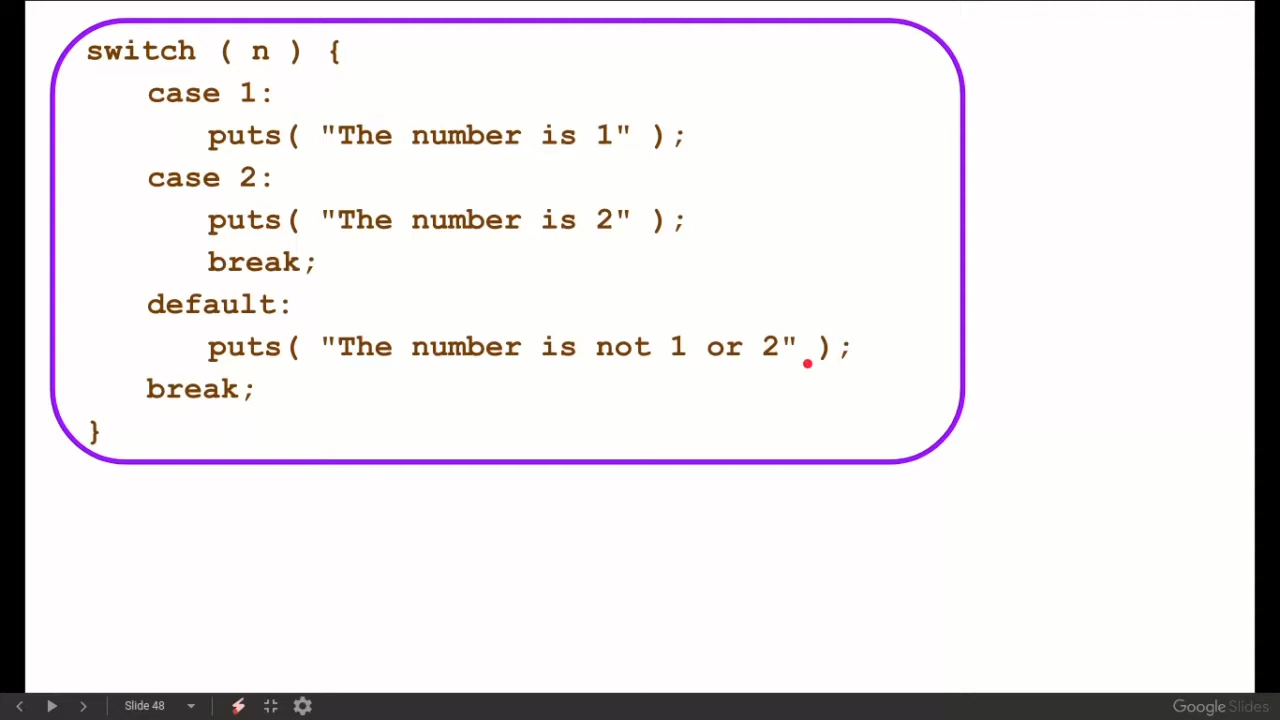 switch ( n ) {
case 1:
puts( "The number is 1" );
case 2:
puts( "The number is 2" );
break;
default:
puts( "The number is not 1 or 2" );
break;
}
Slide 48
Google Slides